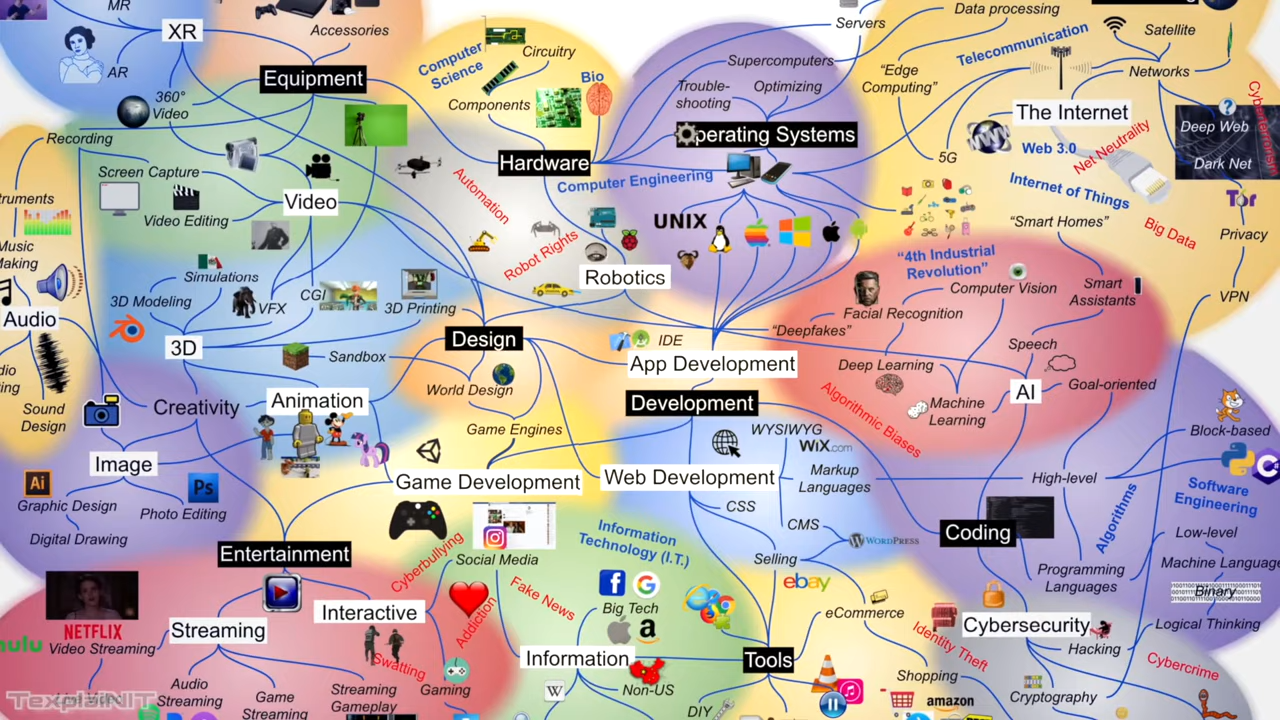 MR
XR
Accessories
AR
Equipment
360°
Video
Recording
Screen Capture
Video Editing
Video
Computer
Science
Circuitry
Components
Bio
Hardware
Automation
Robot Rights
Robotics
Servers
Supercomputers
Trouble-
shooting
Optimizing
Operating Systems
Computer Engineering
UNIX
Data processing
Telecommunication
Satellite
“Edge
Computing”
Networks
The Internet
WWW
5G
Web 3.0
Net Neutrality
Cyberterrorism
?
Deep Web
Dark Net
Internet of Things
“Smart Homes”
Big Data
Tor
Privacy
VPN
truments
Music
Making
Audio
Sound
Design
Simulations
3D Modeling
VFX
CGI
3D Printing
3D
Sandbox
Design
World Design
Game Engines
IDE
App Development
“4th Industrial
Revolution”
Computer Vision
Smart
Assistants
Facial Recognition
“Deepfakes”
Speech
Deep Learning
AI
Goal-oriented
Machine
Learning
Algorithmic Biases
Creativity
Animation
Image
Ai
Ps
Graphic Design
Photo Editing
Digital Drawing
Game Development
Development
WYSIWYG
WiX.com
Web Development
Markup
Languages
CSS
CMS
WORDPRESS
Selling
High-level
Block-based
Software
Engineering
Algorithms
Low-level
Coding
Machine Language
Programming
Languages
Binary
Logical Thinking
Entertainment
NETFLIX
hulu
Video Streaming
Streaming
Interactive
Audio
Streaming
Game
Streaming
Streaming
Gameplay
Swatting
Gaming
Cyberbullying
Social Media
Addiction
Fake News
Information
Technology (I.T.)
f
G
Big Tech
a
Information
W
Non-US
Tools
DIY
ebay
eCommerce
Shopping
amazon
Identity Theft
Cybersecurity
Hacking
Cryptography
Cybercrime
TexplainIT